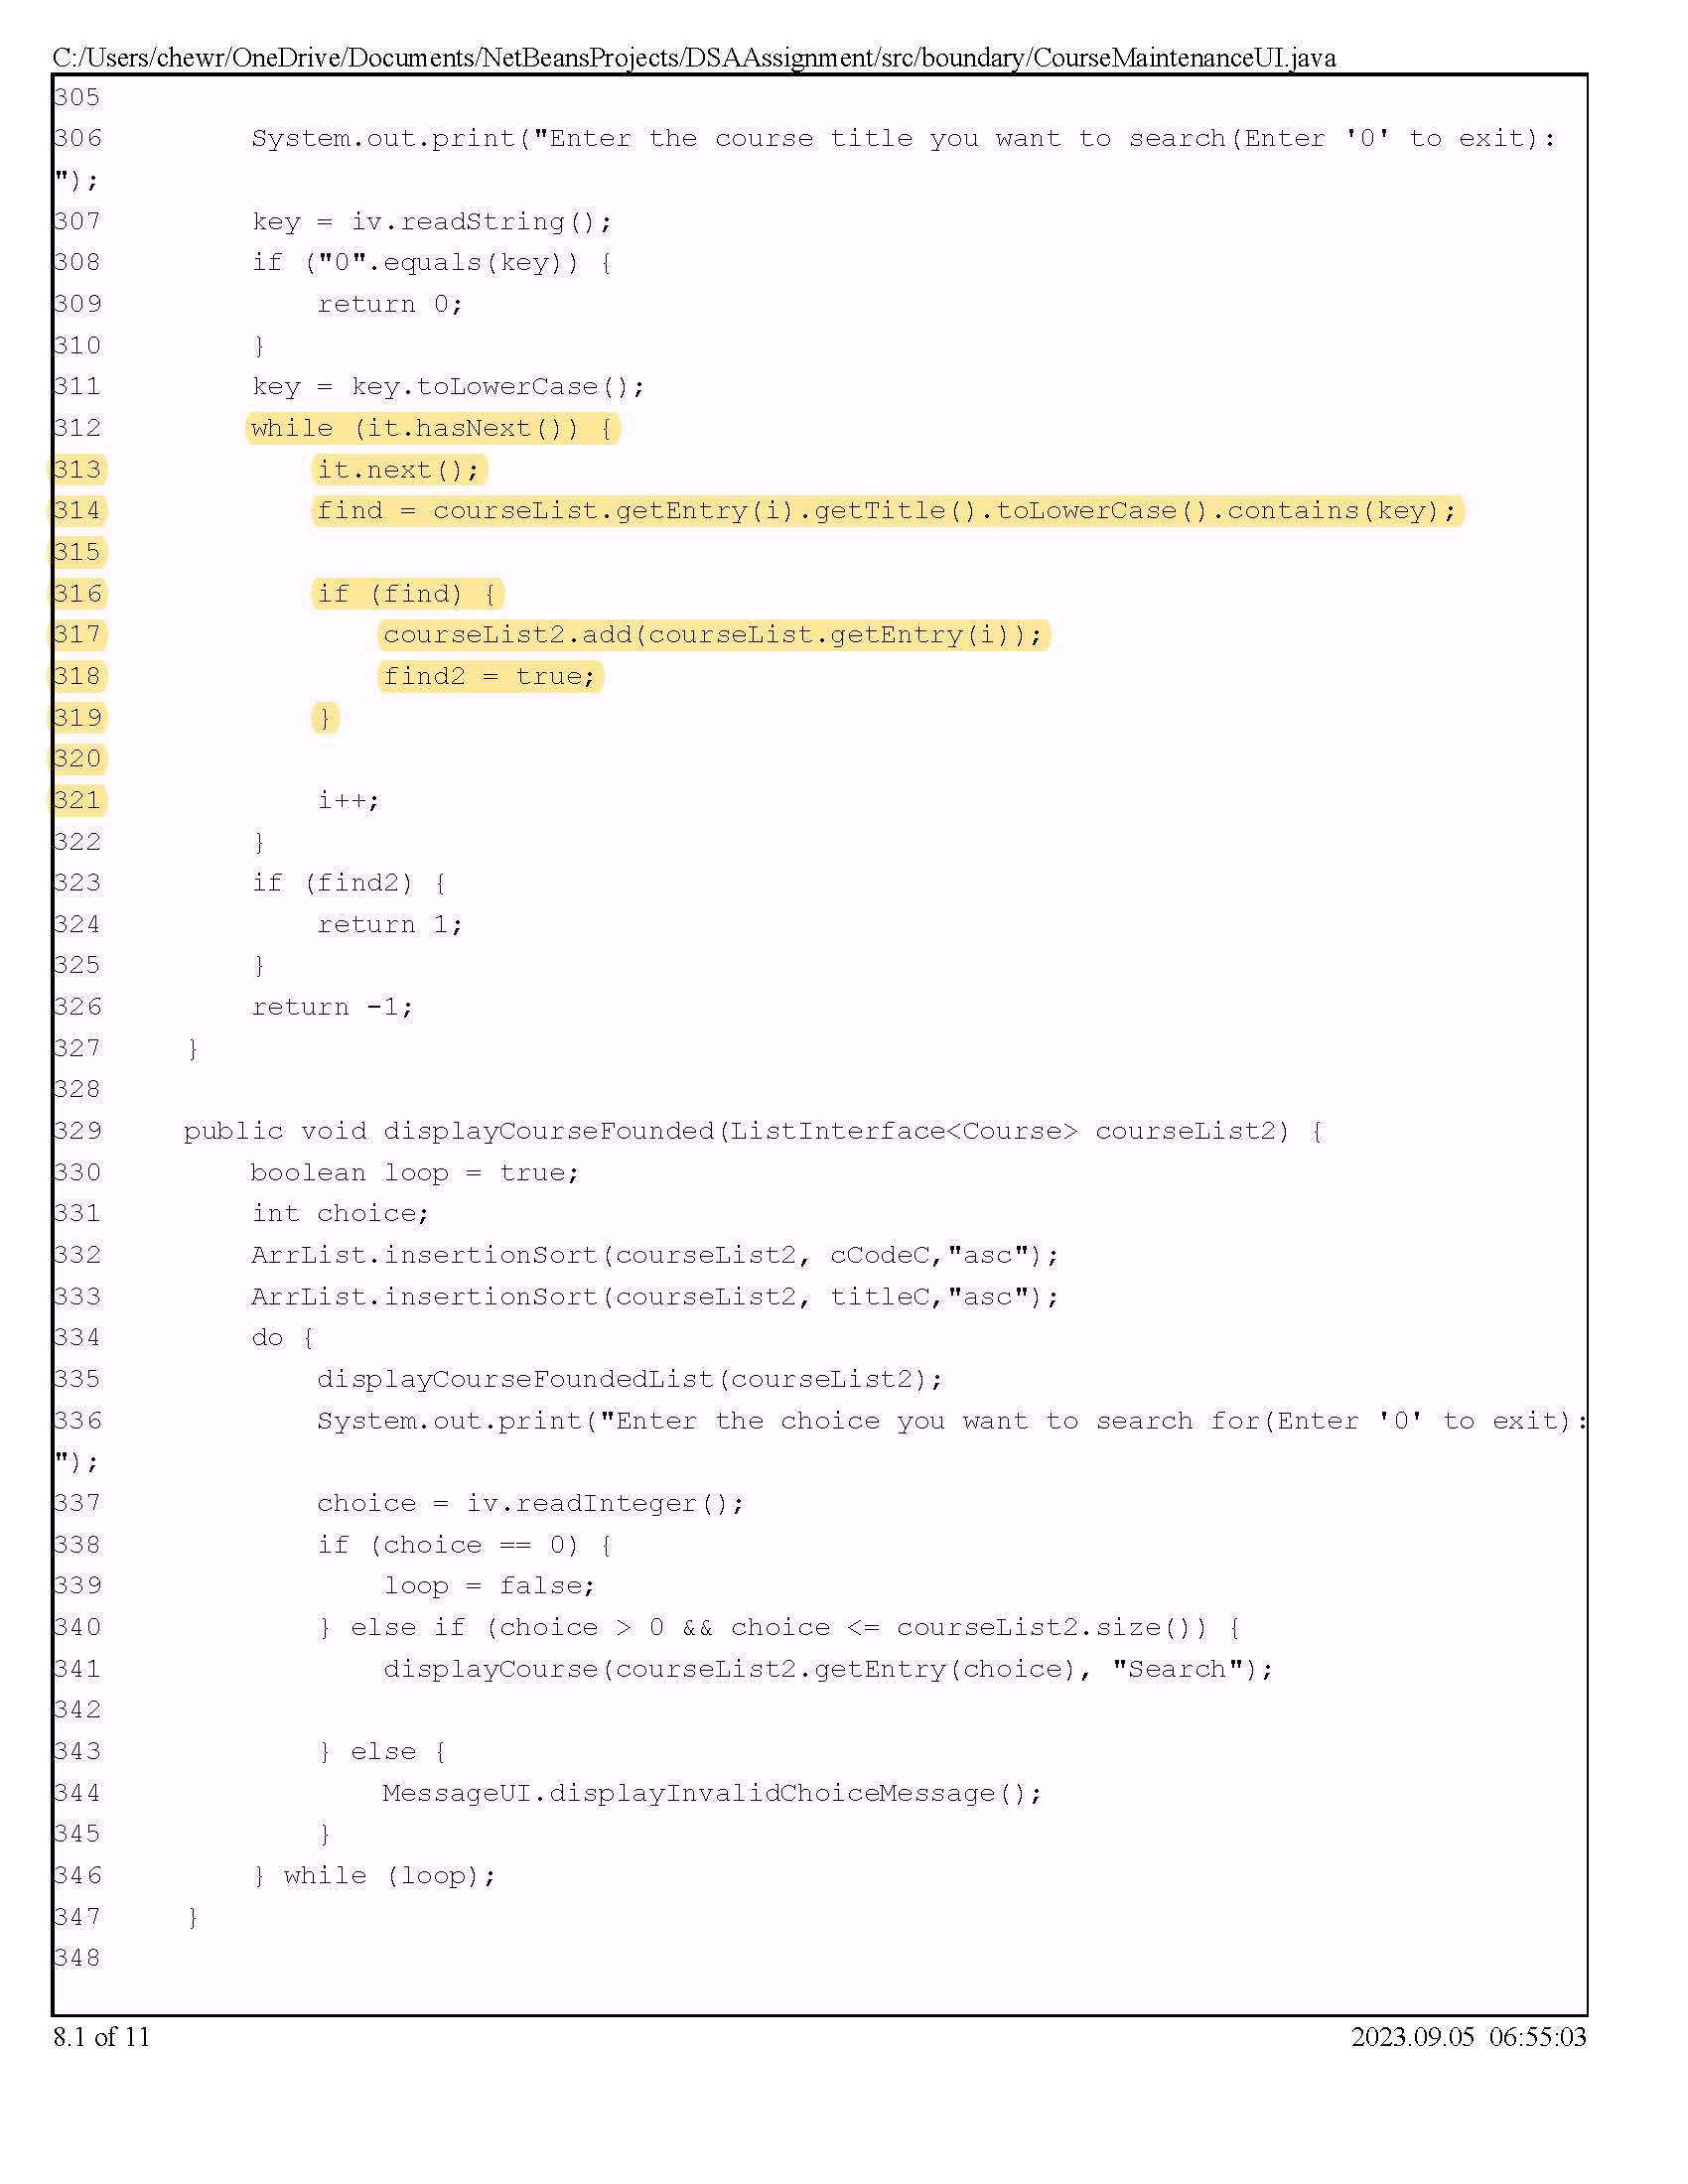 C:/Users/chewr/OneDrive/Documents/NetBeansProjects/DSAAssignment/src/boundary/CourseMaintenanceUI.java
305
306         System.out.print("Enter the course title you want to search(Enter '0' to exit):
");
307         key = iv.readString();
308         if ("0".equals(key)) {
309             return 0;
310         }
311         key = key.toLowerCase();
312         while (it.hasNext()) {
313             it.next();
314             find = courseList.getEntry(i).getTitle().toLowerCase().contains(key);
315
316             if (find) {
317                 courseList2.add(courseList.getEntry(i));
318                 find2 = true;
319             }
320
321             i++;
322         }
323         if (find2) {
324             return 1;
325         }
326         return -1;
327     }
328
329     public void displayCourseFounded(ListInterface<Course> courseList2) {
330         boolean loop = true;
331         int choice;
332         ArrList.insertionSort(courseList2, cCodeC,"asc");
333         ArrList.insertionSort(courseList2, titleC,"asc");
334         do {
335             displayCourseFoundedList(courseList2);
336             System.out.print("Enter the choice you want to search for(Enter '0' to exit):
");
337             choice = iv.readInteger();
338             if (choice == 0) {
339                 loop = false;
340             } else if (choice > 0 && choice <= courseList2.size()) {
341                 displayCourse(courseList2.getEntry(choice), "Search");
342
343             } else {
344                 MessageUI.displayInvalidChoiceMessage();
345             }
346         } while (loop);
347     }
348
8.1 of 11
2023.09.05  06:55:03